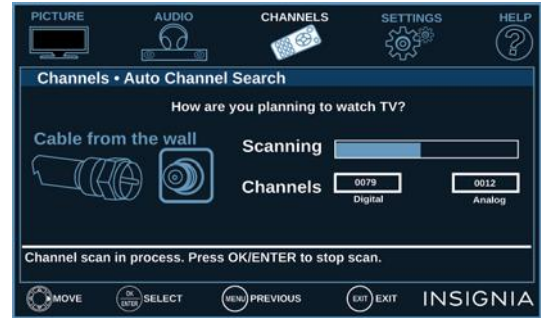 PICTURE AUDIO CHANNELS SETTINGS HELP
Channels • Auto Channel Search
How are you planning to watch TV?
Cable from the wall
Scanning
Channels 0079 0012
Digital Analog
Channel scan in process. Press OK/ENTER to stop scan.
MOVE OK ENTER SELECT MENU PREVIOUS EXIT EXIT INSIGNIA